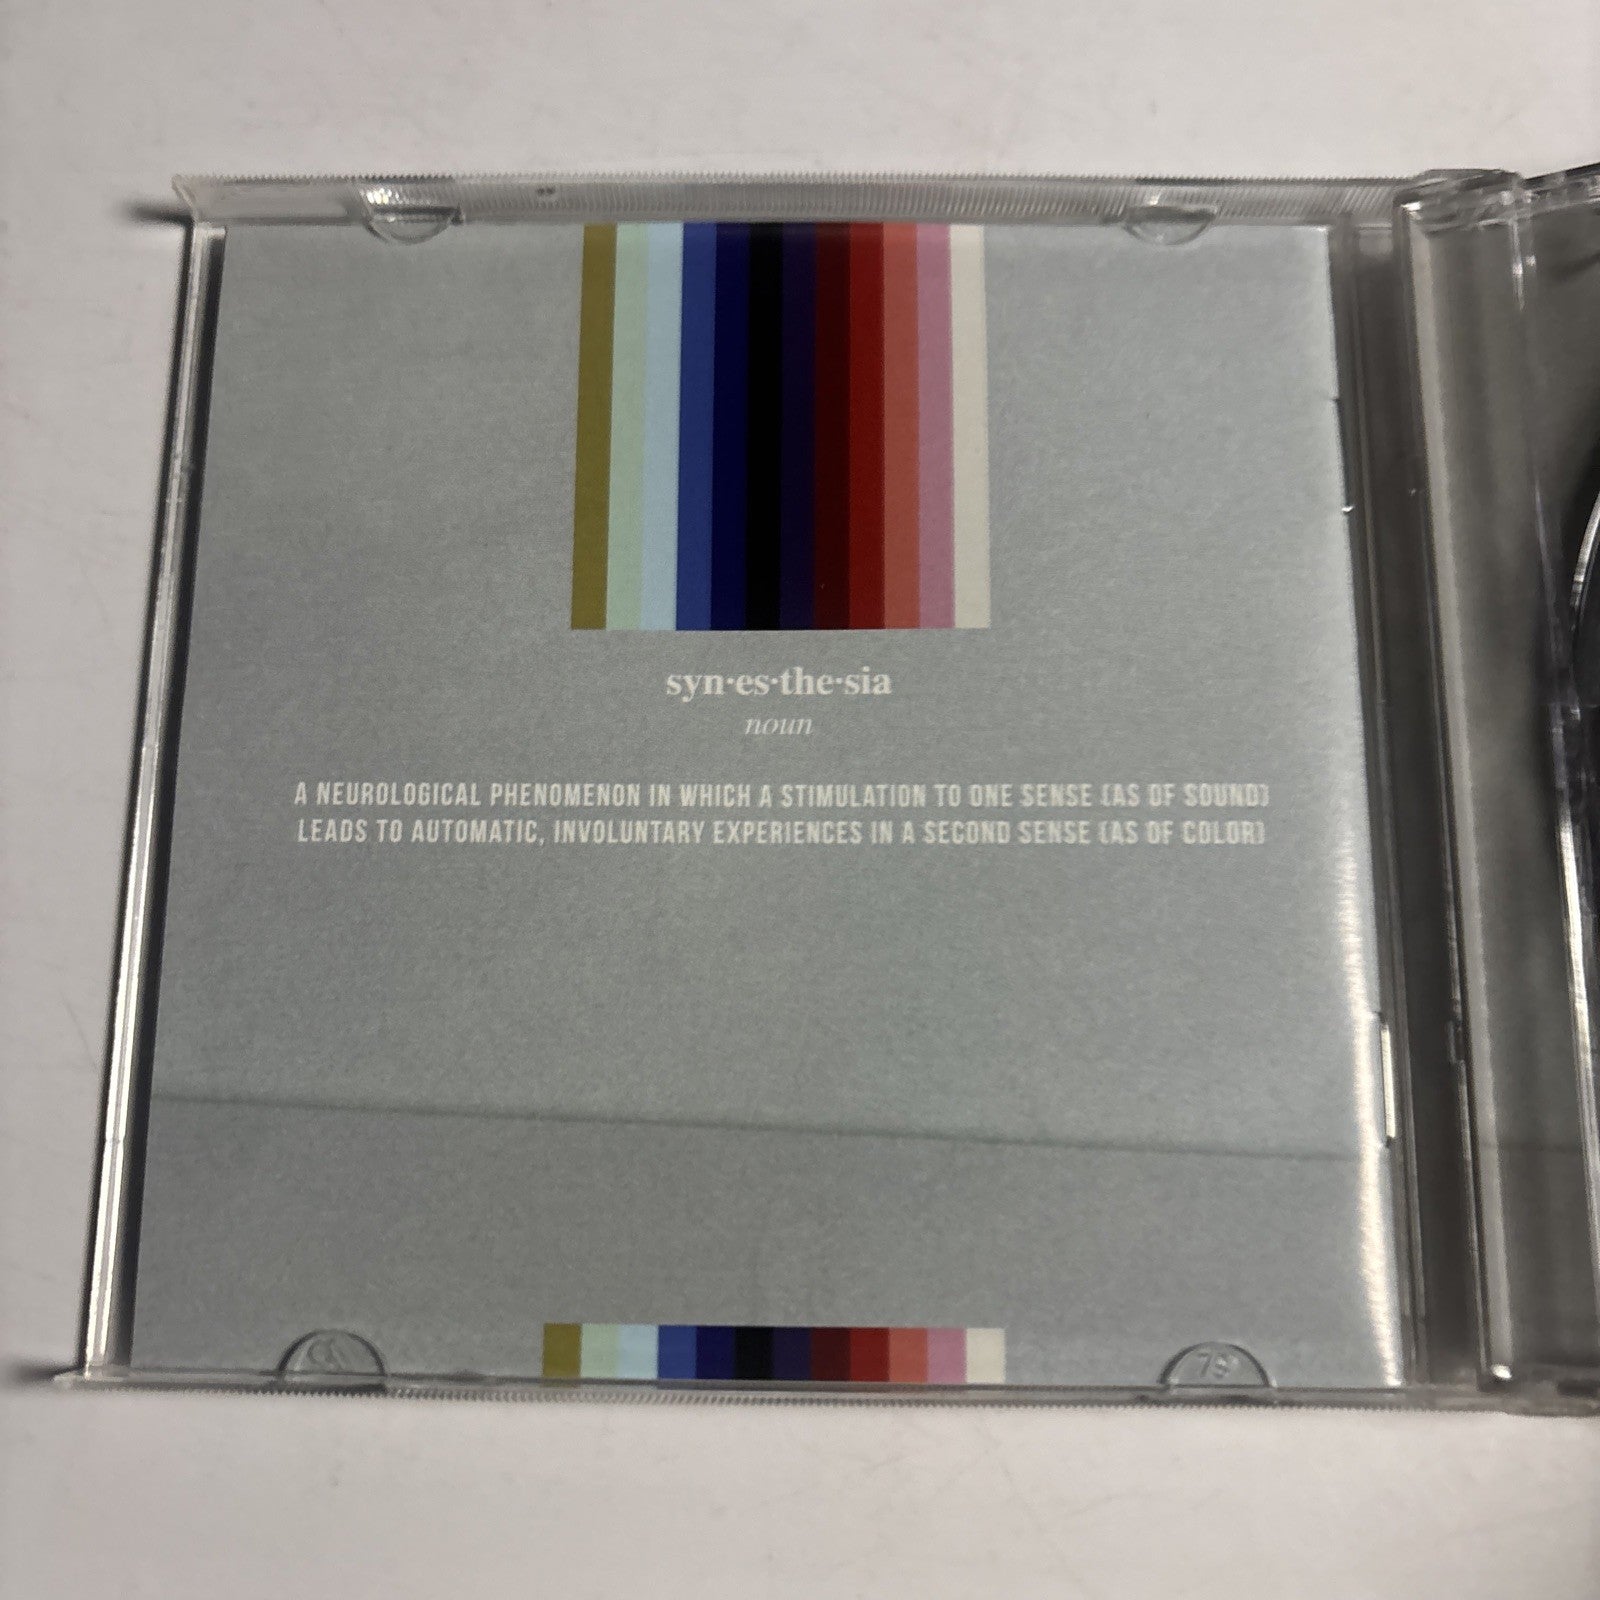 syn·es·the·sia
noun
A NEUROLOGICAL PHENOMENON IN WHICH A STIMULATION TO ONE SENSE (AS OF SOUND)
LEADS TO AUTOMATIC, INVOLUNTARY EXPERIENCES IN A SECOND SENSE (AS OF COLOR)